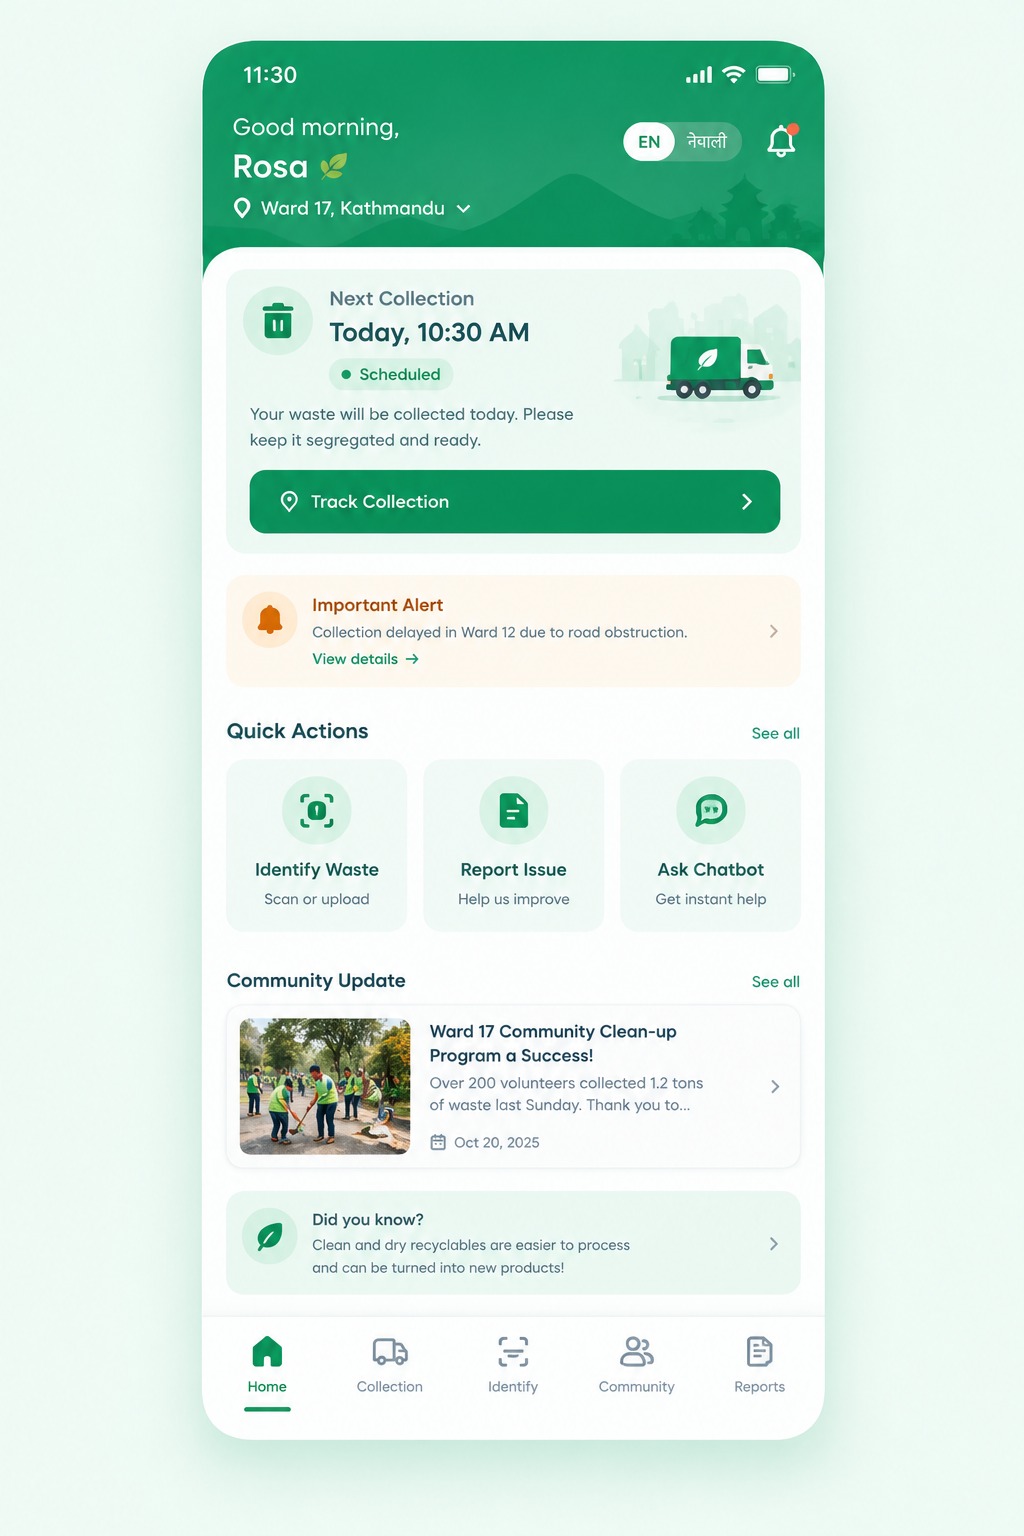 11:30
Good morning,
Rosa
EN नेपाली
Ward 17, Kathmandu
Next Collection
Today, 10:30 AM
Scheduled
Your waste will be collected today. Please
keep it segregated and ready.
Track Collection
Important Alert
Collection delayed in Ward 12 due to road obstruction.
View details →
Quick Actions
See all
Identify Waste
Scan or upload
Report Issue
Help us improve
Ask Chatbot
Get instant help
Community Update
See all
Ward 17 Community Clean-up
Program a Success!
Over 200 volunteers collected 1.2 tons
of waste last Sunday. Thank you to...
Oct 20, 2025
Did you know?
Clean and dry recyclables are easier to process
and can be turned into new products!
Home
Collection
Identify
Community
Reports